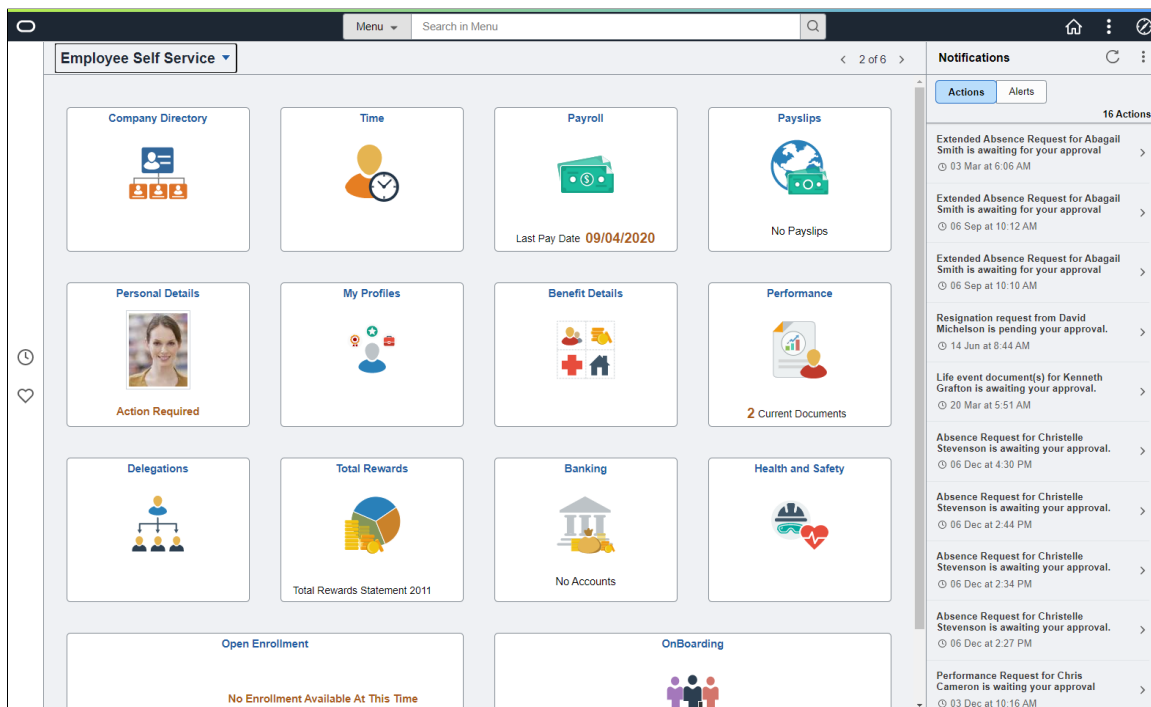 Menu
Search in Menu
Employee Self Service
2 of 6
Notifications
Actions
Alerts
16 Actions
Company Directory
Time
Payroll
Last Pay Date 09/04/2020
Payslips
No Payslips
Personal Details
Action Required
My Profiles
Benefit Details
Performance
2 Current Documents
Delegations
Total Rewards
Total Rewards Statement 2011
Banking
No Accounts
Health and Safety
Open Enrollment
No Enrollment Available At This Time
OnBoarding
Extended Absence Request for Abagail
Smith is awaiting for your approval
03 Mar at 6:06 AM
Extended Absence Request for Abagail
Smith is awaiting for your approval
06 Sep at 10:12 AM
Extended Absence Request for Abagail
Smith is awaiting for your approval
06 Sep at 10:10 AM
Resignation request from David
Michelson is pending your approval.
14 Jun at 8:44 AM
Life event document(s) for Kenneth
Grafton is awaiting your approval.
20 Mar at 5:51 AM
Absence Request for Christelle
Stevenson is awaiting your approval.
06 Dec at 4:30 PM
Absence Request for Christelle
Stevenson is awaiting your approval.
06 Dec at 2:44 PM
Absence Request for Christelle
Stevenson is awaiting your approval.
06 Dec at 2:34 PM
Absence Request for Christelle
Stevenson is awaiting your approval.
06 Dec at 2:27 PM
Performance Request for Chris
Cameron is waiting your approval
03 Dec at 10:16 AM